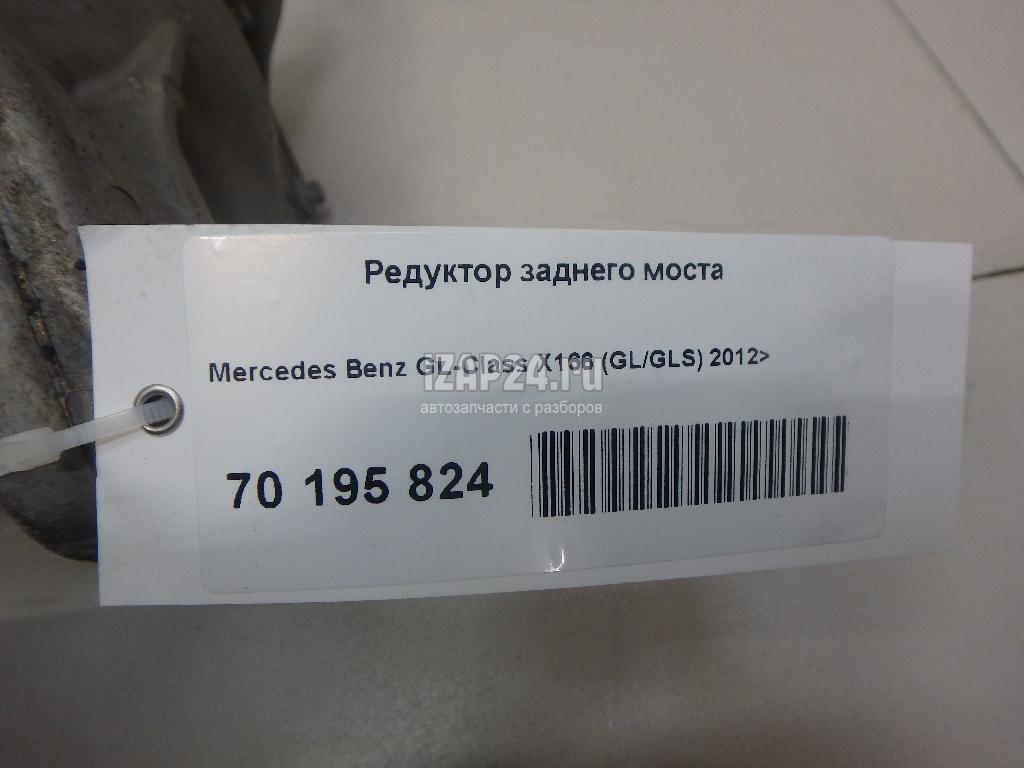 Редуктор заднего моста
Mercedes Benz GL-Class X166 (GL/GLS) 2012>
IZAP24.ru
автозапчасти с разборов
70 195 824